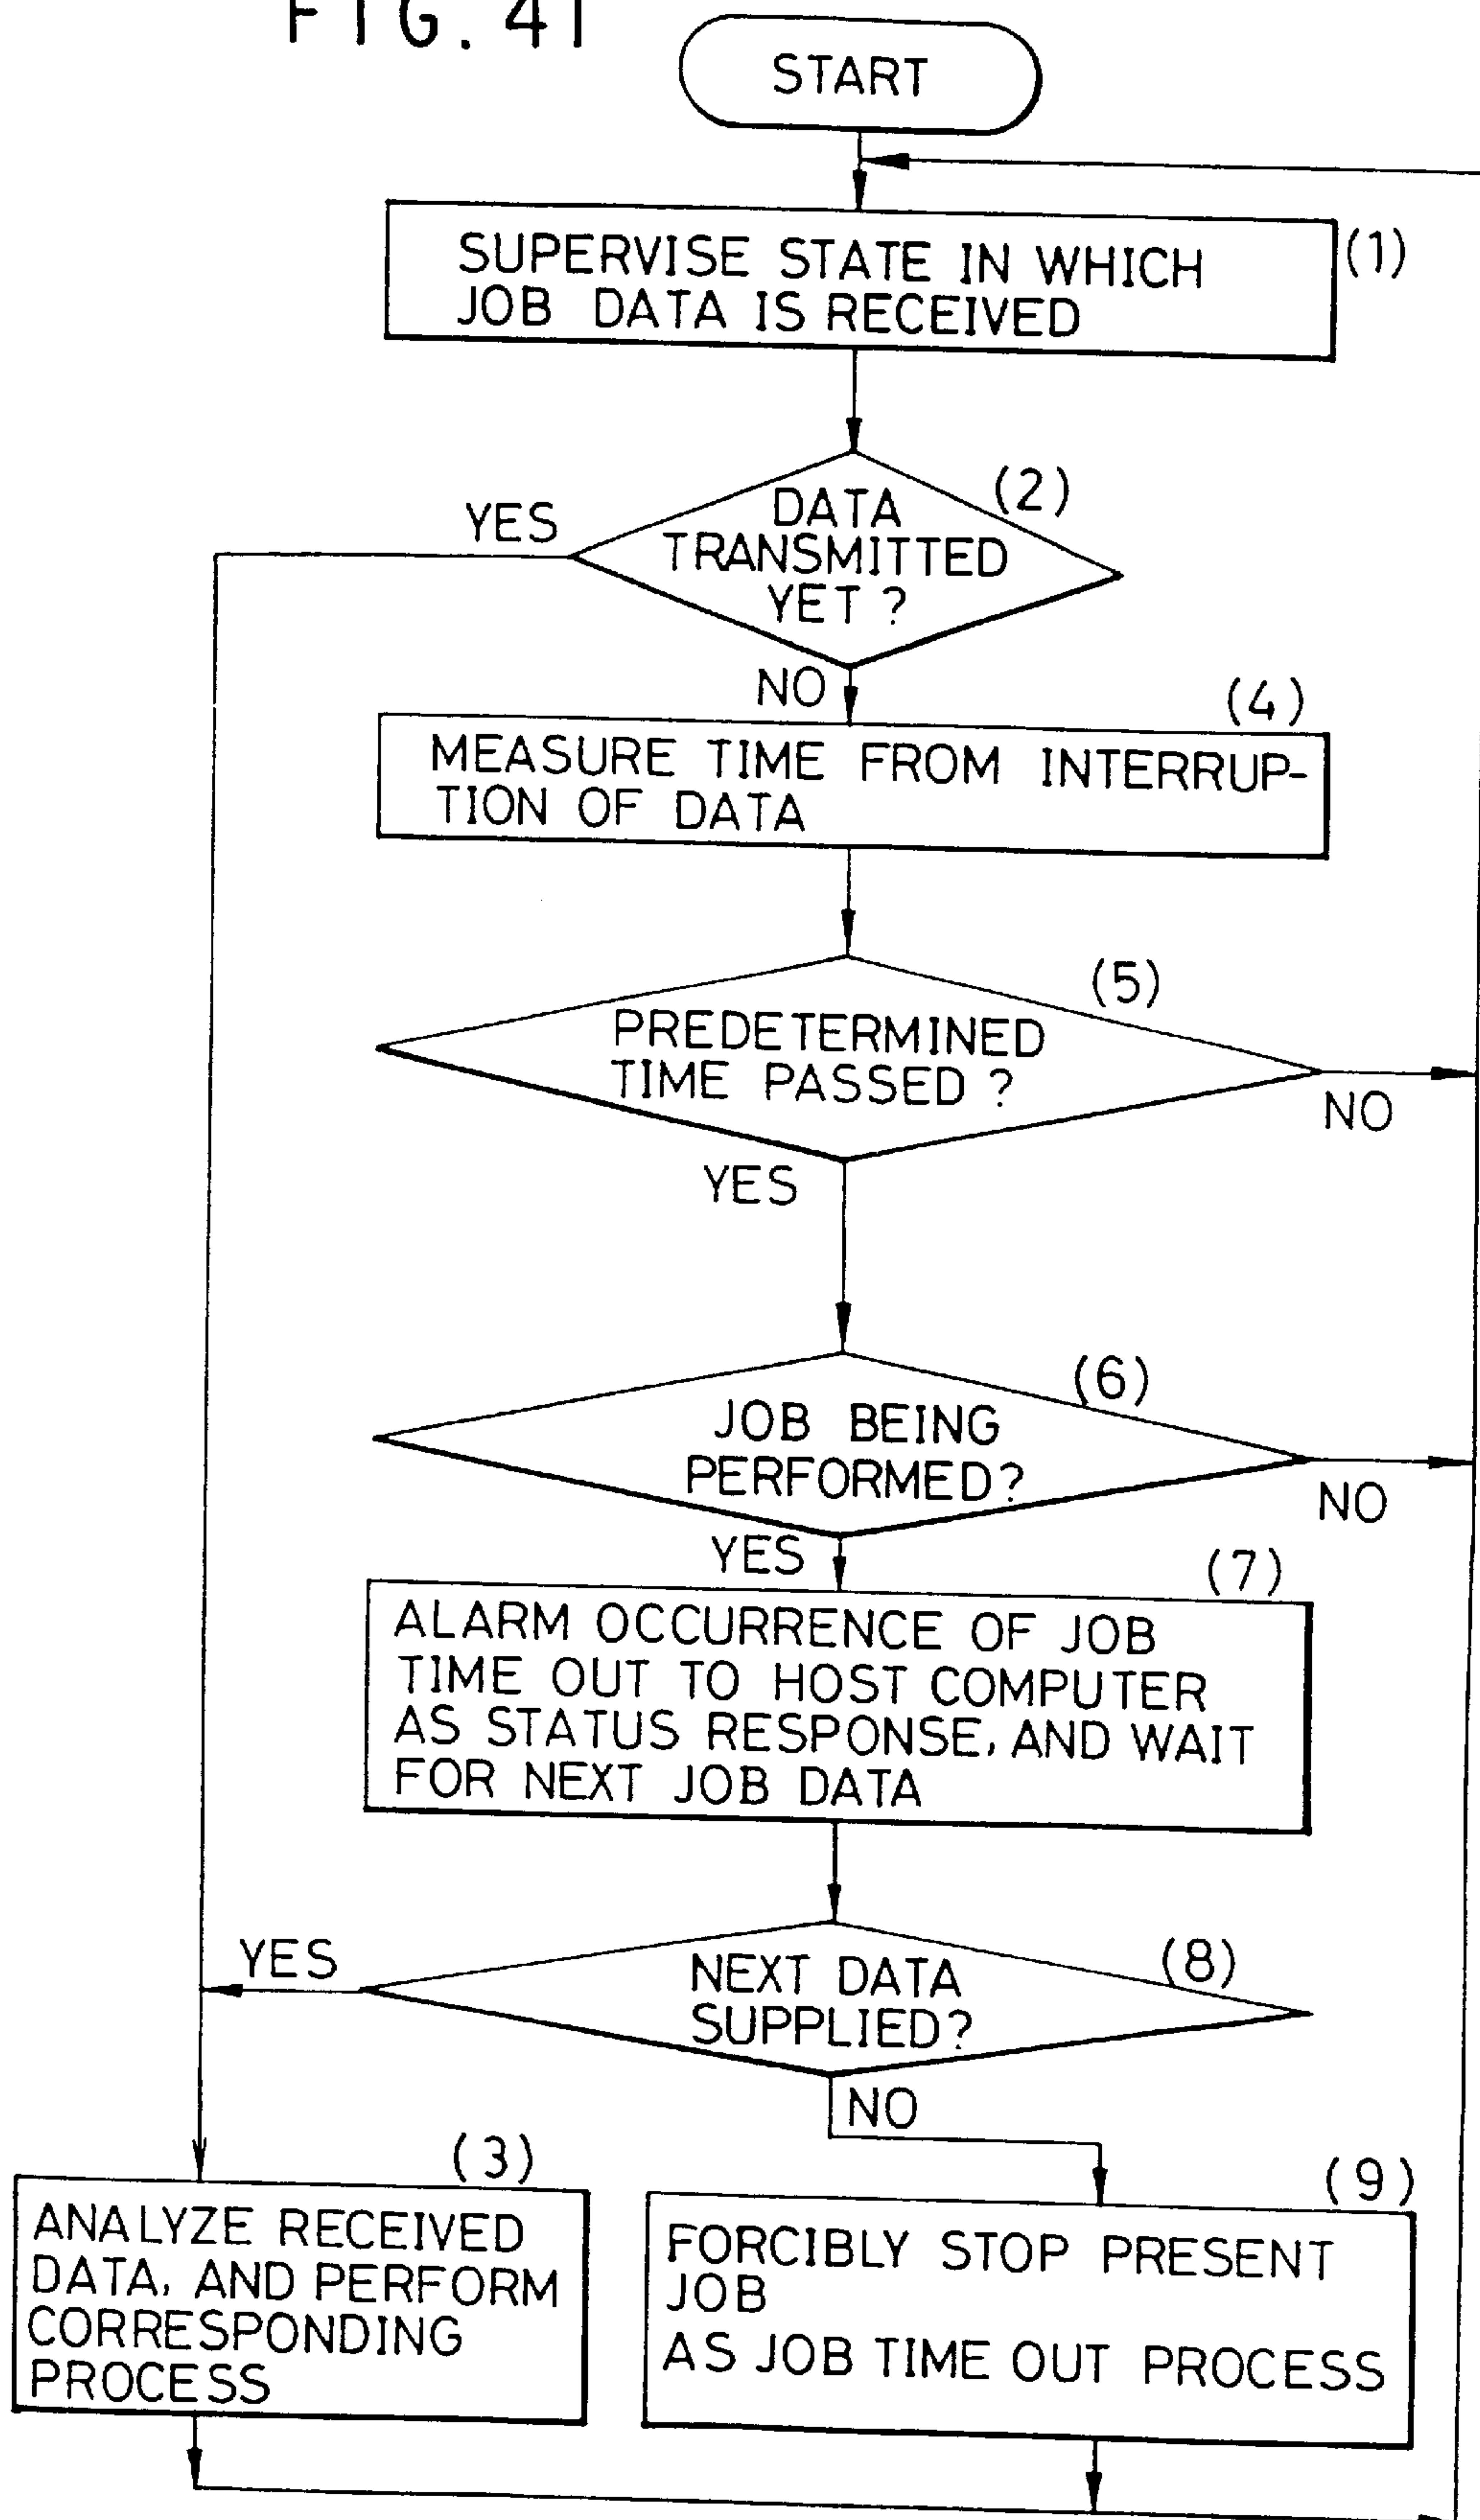 FIG. 41
START
SUPERVISE STATE IN WHICH
JOB DATA IS RECEIVED
(1)
(2)
DATA
TRANSMITTED
YET ?
YES
NO
(4)
MEASURE TIME FROM INTERRUP-
TION OF DATA
(5)
PREDETERMINED
TIME PASSED ?
NO
YES
(6)
JOB BEING
PERFORMED?
NO
YES
(7)
ALARM OCCURRENCE OF JOB
TIME OUT TO HOST COMPUTER
AS STATUS RESPONSE, AND WAIT
FOR NEXT JOB DATA
YES
(8)
NEXT DATA
SUPPLIED?
NO
(3)
ANALYZE RECEIVED
DATA, AND PERFORM
CORRESPONDING
PROCESS
(9)
FORCIBLY STOP PRESENT
JOB
AS JOB TIME OUT PROCESS